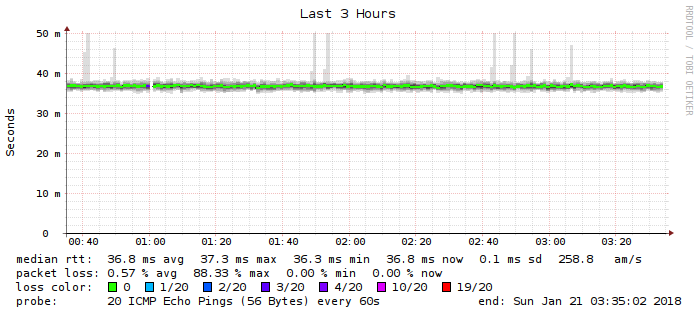 Last 3 Hours
RRDTOOL / TOBI OETIKER
Seconds
50 m
40 m
30 m
20 m
10 m
0
00:40 01:00 01:20 01:40 02:00 02:20 02:40 03:00 03:20
median rtt: 36.8 ms avg 37.3 ms max 36.3 ms min 36.8 ms now 0.1 ms sd 258.8 am/s
packet loss: 0.57 % avg 88.33 % max 0.00 % min 0.00 % now
loss color: 0 1/20 2/20 3/20 4/20 10/20 19/20
probe: 20 ICMP Echo Pings (56 Bytes) every 60s end: Sun Jan 21 03:35:02 2018